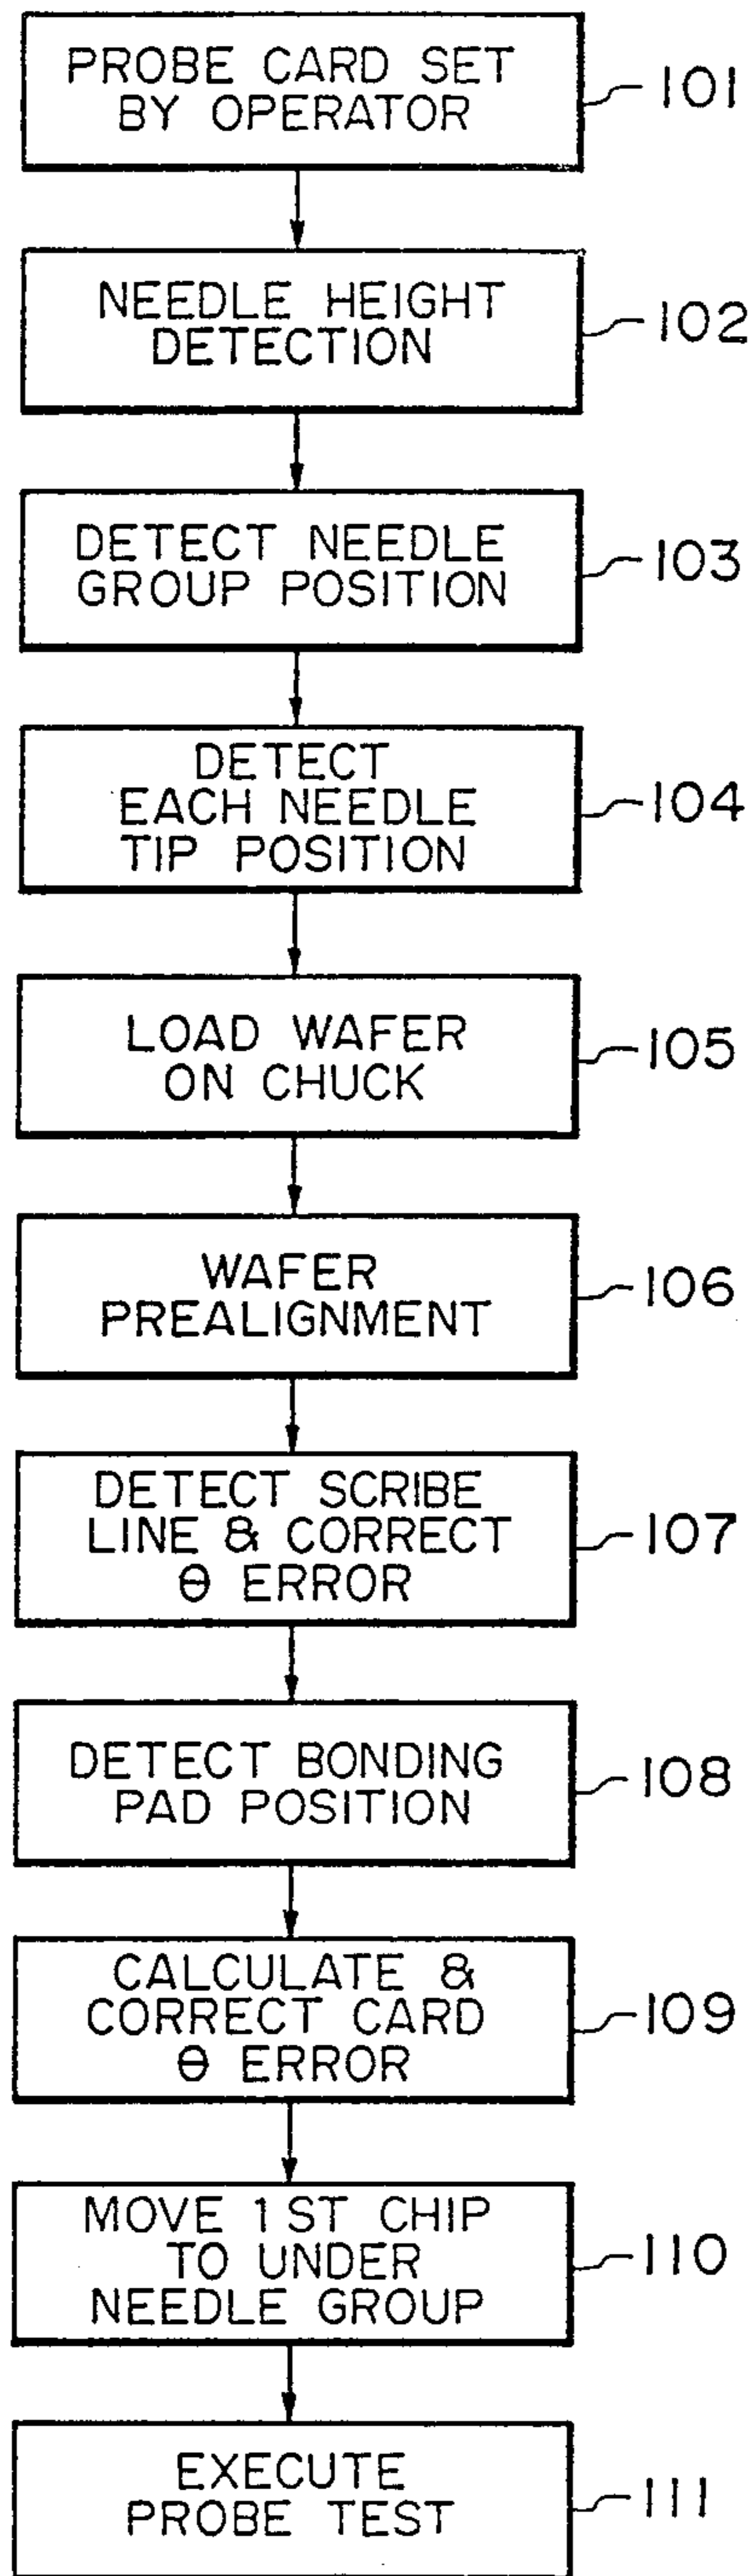 PROBE CARD SET
BY OPERATOR
101
NEEDLE HEIGHT
DETECTION
102
DETECT NEEDLE
GROUP POSITION
103
DETECT
EACH NEEDLE
TIP POSITION
104
LOAD WAFER
ON CHUCK
105
WAFER
PREALIGNMENT
106
DETECT SCRIBE
LINE & CORRECT
θ ERROR
107
DETECT BONDING
PAD POSITION
108
CALCULATE &
CORRECT CARD
θ ERROR
109
MOVE 1ST CHIP
TO UNDER
NEEDLE GROUP
110
EXECUTE
PROBE TEST
111